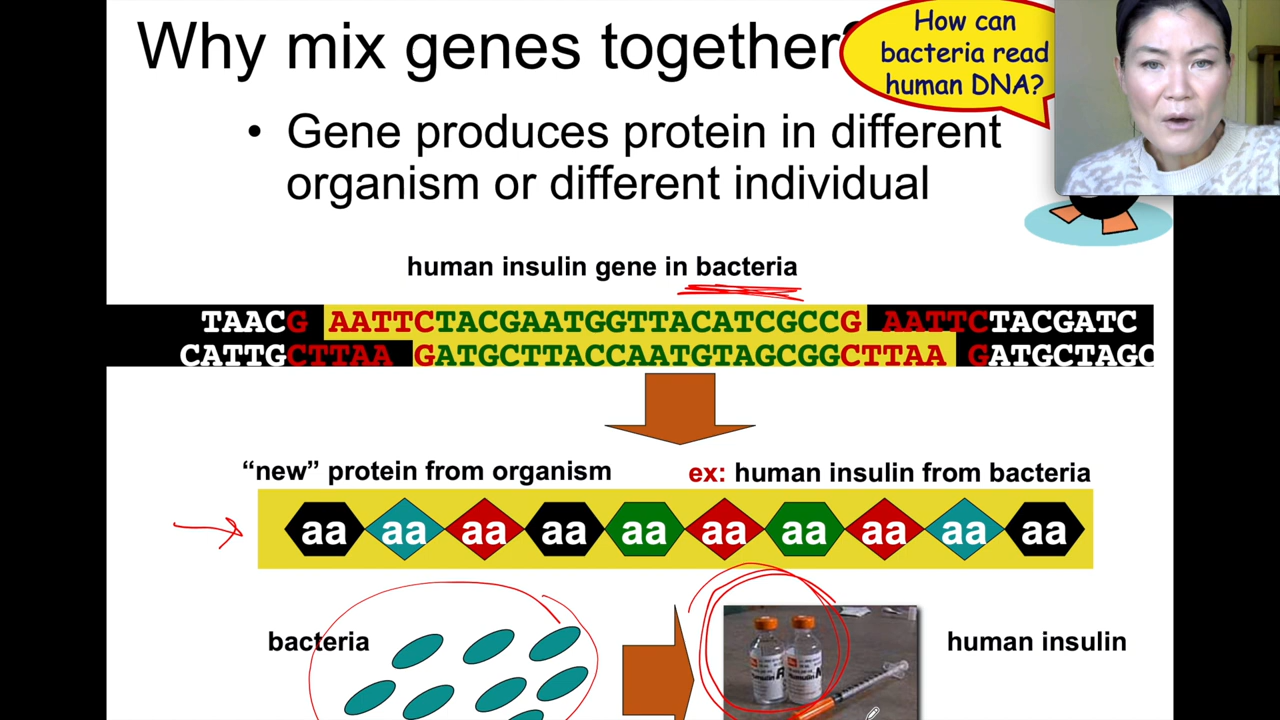 Why mix genes together
How can
bacteria read
human DNA?
• Gene produces protein in different
organism or different individual
human insulin gene in bacteria
TAACG AATTCTACGAATGGTTACATCGCCG AATTCTACGATC
CATTGCTTAA GATGCTTACCAATGTAGCGGCTTAA GATGCTAGC
“new” protein from organism
ex: human insulin from bacteria
aa aa aa aa aa aa aa aa aa aa
bacteria
human insulin